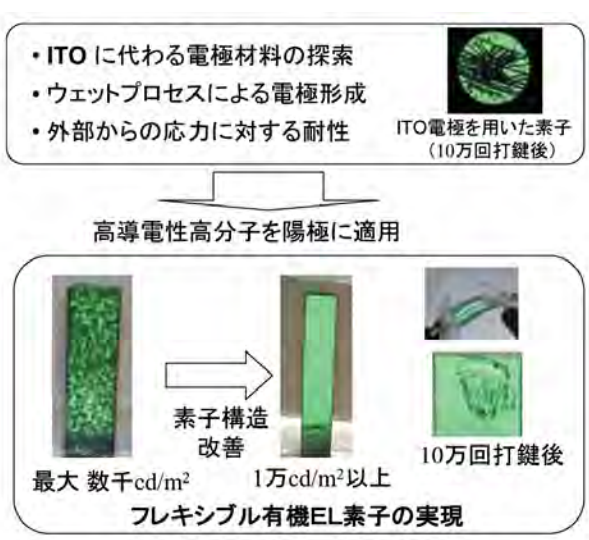 ・ITO に代わる電極材料の探索
・ウェットプロセスによる電極形成
・外部からの応力に対する耐性
ITO電極を用いた素子
（10万回打鍵後）
高導電性高分子を陽極に適用
素子構造
改善
最大 数千cd/m²
1万cd/m²以上
10万回打鍵後
フレキシブル有機EL素子の実現